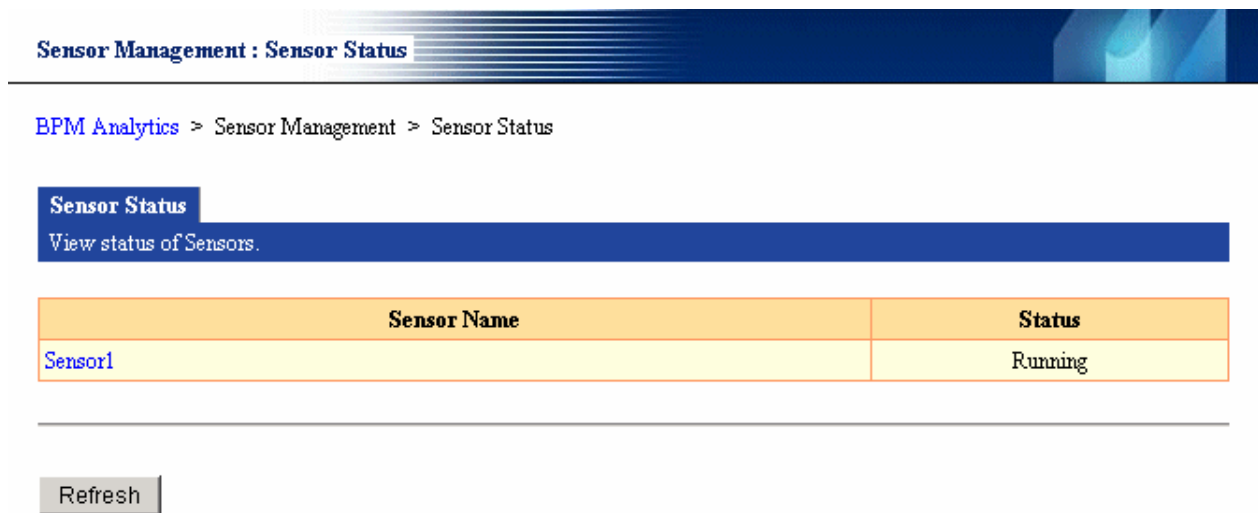 Sensor Management : Sensor Status
BPM Analytics > Sensor Management > Sensor Status
Sensor Status
View status of Sensors.
Sensor Name Status
Sensor1 Running
Refresh